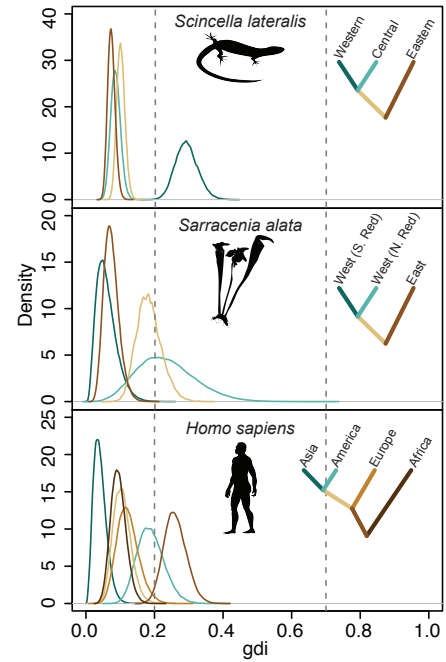 Scincella lateralis
Western
Central
Eastern
40
30
20
10
0
Sarracenia alata
West (S. Red)
West (N. Red)
East
20
15
10
5
0
Density
Homo sapiens
Asia
America
Europe
Africa
25
20
15
10
5
0
0.0 0.2 0.4 0.6 0.8 1.0
gdi